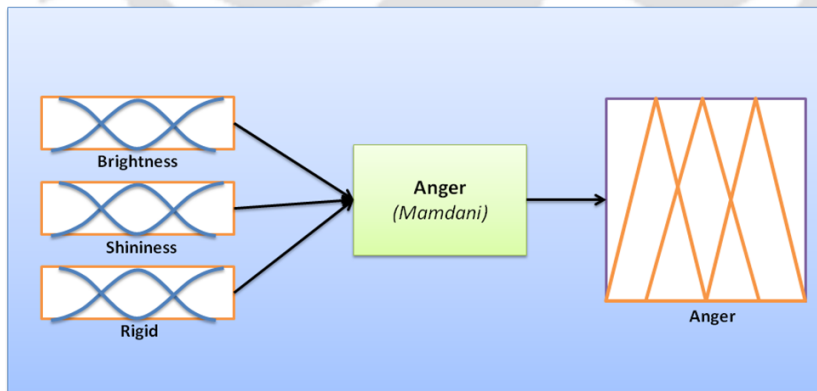 Brightness
Shininess
Rigid
Anger
(Mamdani)
Anger